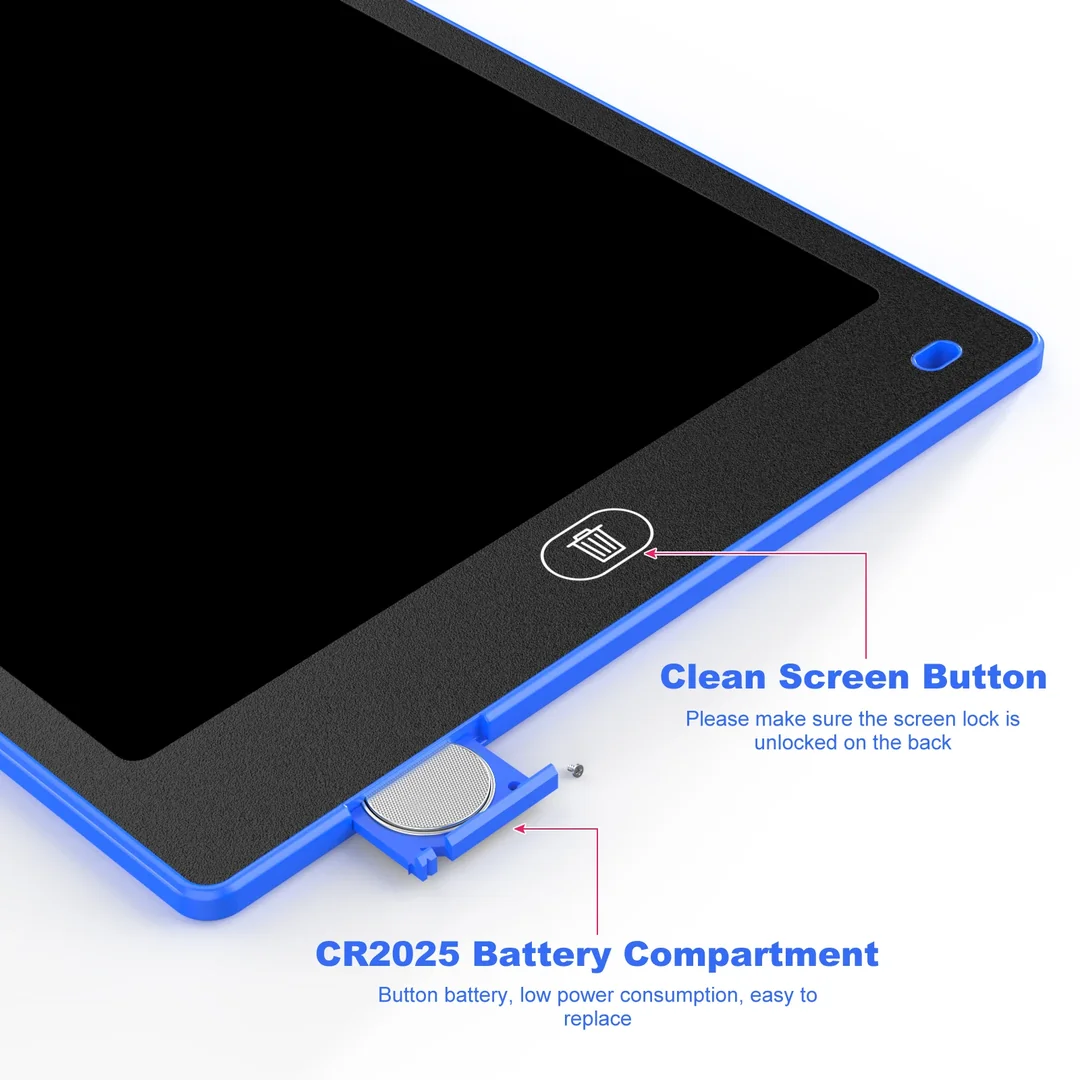 Clean Screen Button
Please make sure the screen lock is
unlocked on the back
CR2025 Battery Compartment
Button battery, low power consumption, easy to
replace